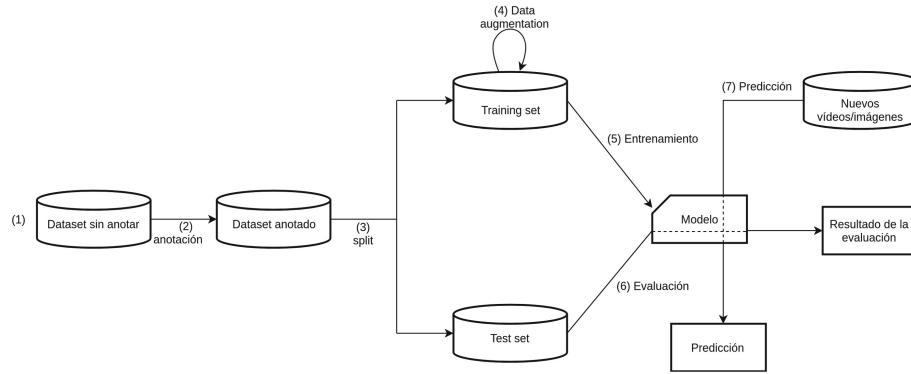 (4) Data
augmentation
Training set
(7) Predicción
Nuevos
vídeos/imágenes
(5) Entrenamiento
(1)
Dataset sin anotar
(2)
anotación
Dataset anotado
(3)
split
Modelo
Resultado de la
evaluación
(6) Evaluación
Test set
Predicción